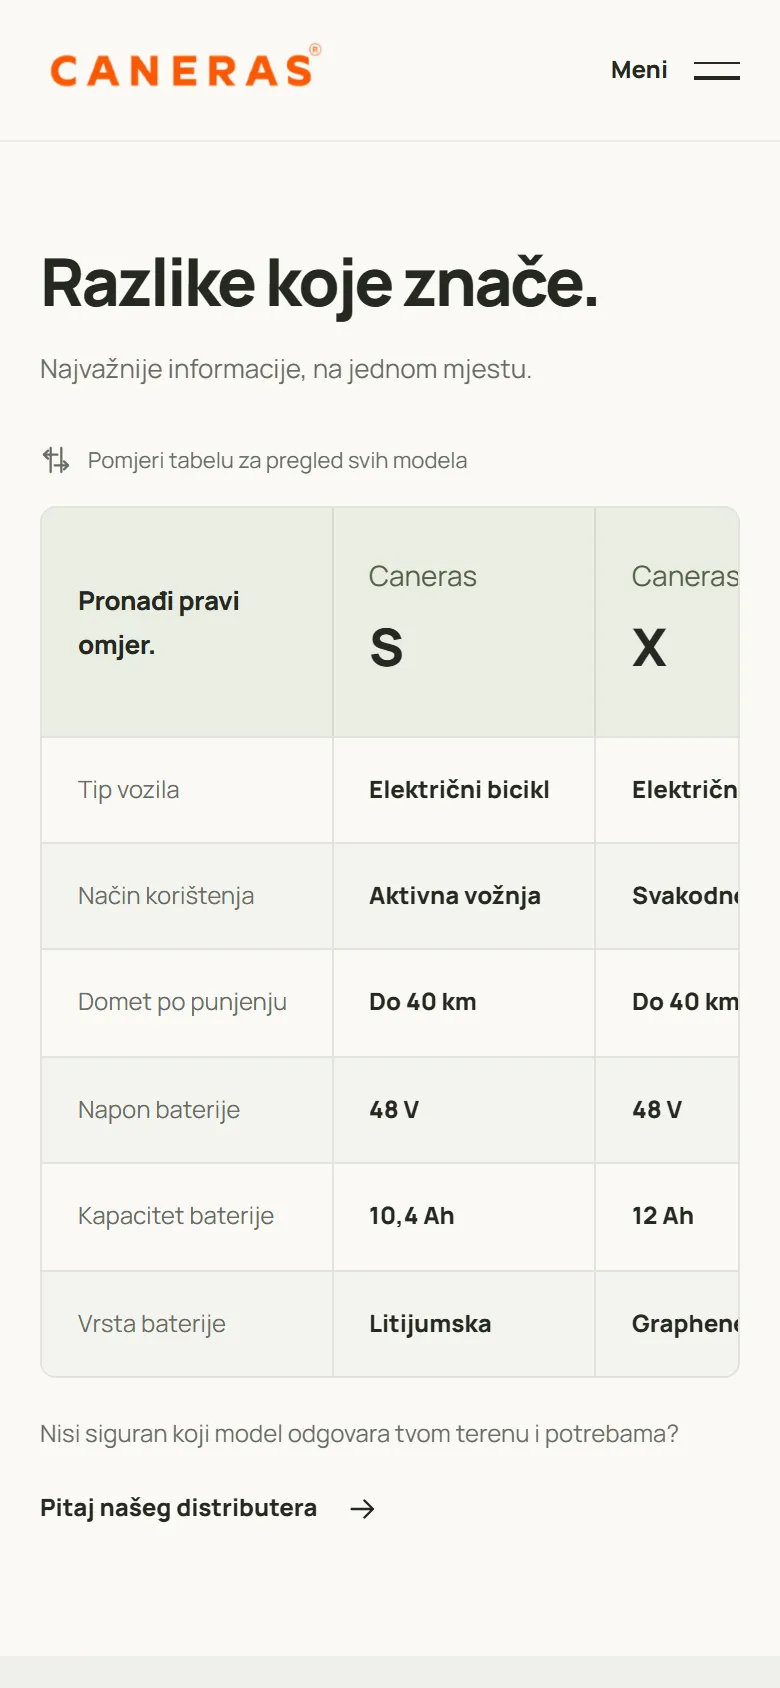 CANERAS®
Meni
Razlike koje znače.
Najvažnije informacije, na jednom mjestu.
Pomjeri tabelu za pregled svih modela
Pronađi pravi
omjer.
Caneras
S
Caneras
X
Tip vozila
Električni bicikl
Način korištenja
Aktivna vožnja
Domet po punjenju
Do 40 km
Do 40 km
Napon baterije
48 V
48 V
Kapacitet baterije
10,4 Ah
12 Ah
Vrsta baterije
Litijumska
Nisi siguran koji model odgovara tvom terenu i potrebama?
Pitaj našeg distributera